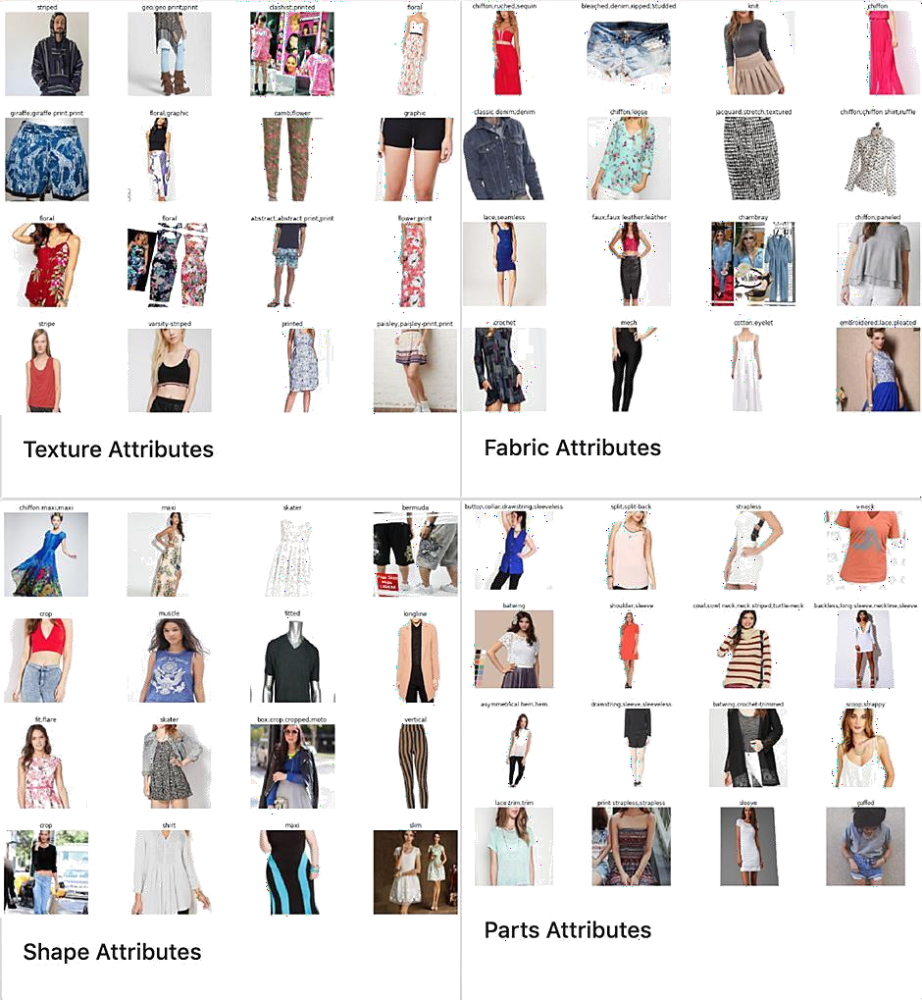 striped
geo,geo print,print
clashist,printed
floral
giraffe,giraffe print,print
floral,graphic
camb,flower
graphic
floral
floral
abstract,abstract print,print
flower,print
stripe
varsity-striped
printed
paisley,paisley-print,print
Texture Attributes
chiffon,ruched,sequin
bleached,denim,ripped,studded
knit
chiffon
classic denim,denim
chiffon,loose
jacquard,stretch,textured
chiffon,chiffon shirt,ruffle
lace,seamless
faux,faux leather,leather
chambray
chiffon,paneled
crochet
mesh
cotton,eyelet
embroidered,lace,pleated
Fabric Attributes
chiffon maxi,maxi
maxi
skater
bermuda
crop
muscle
fitted
longline
fit,flare
skater
box,crop,cropped,moto
vertical
crop
shirt
maxi
slim
Shape Attributes
button,collar,drawstring,sleeveless
split,split-back
strapless
v-neck
batwing
shoulder,sleeve
cowl,cowl neck,neck striped,turtle-neck
backless,long sleeve,neckline,sleeve
asymmetrical hem,hem
drawstring,sleeve,sleeveless
batwing,crochet-trimmed
scoop,strappy
lace trim,trim
print strapless,strapless
sleeve
cuffed
Parts Attributes